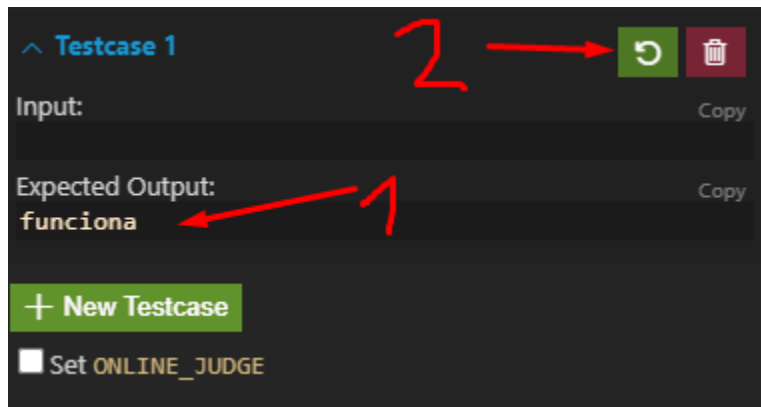 Testcase 1
2
Input:
Copy
Expected Output:
Copy
funciona
1
+ New Testcase
Set ONLINE_JUDGE